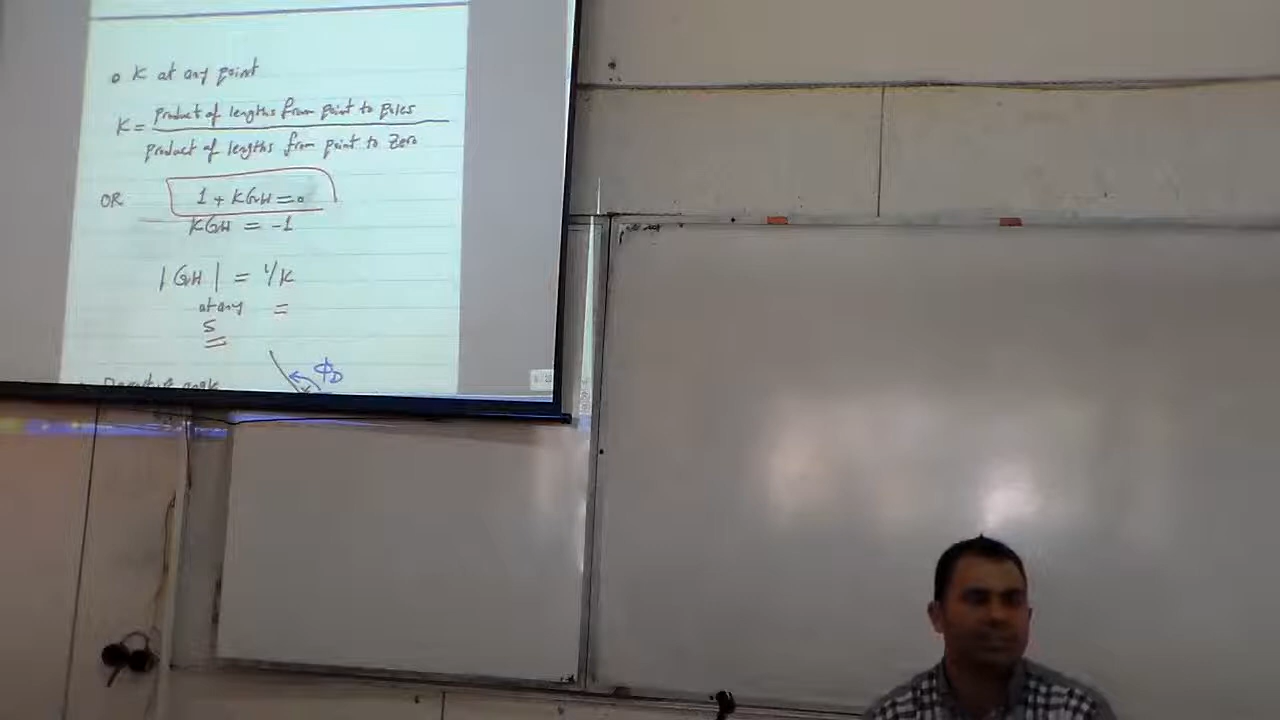 o K at any point
K = product of lengths from point to poles
product of lengths from point to Zero
OR 1 + KGH = 0
KGH = -1
| GH | = 1/K
at any =
S
ϕD
angle